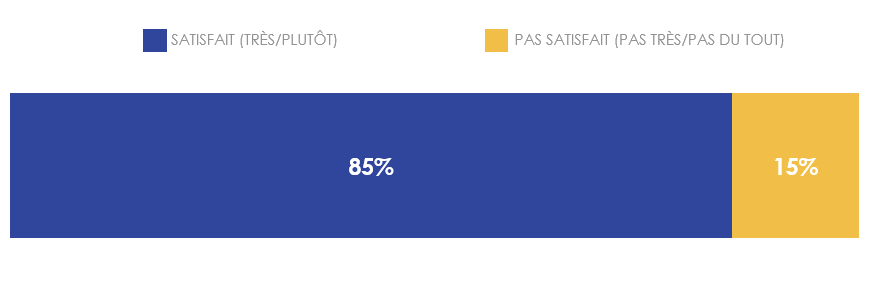 SATISFAIT (TRÈS/PLUTÔT) PAS SATISFAIT (PAS TRÈS/PAS DU TOUT)
85% 15%